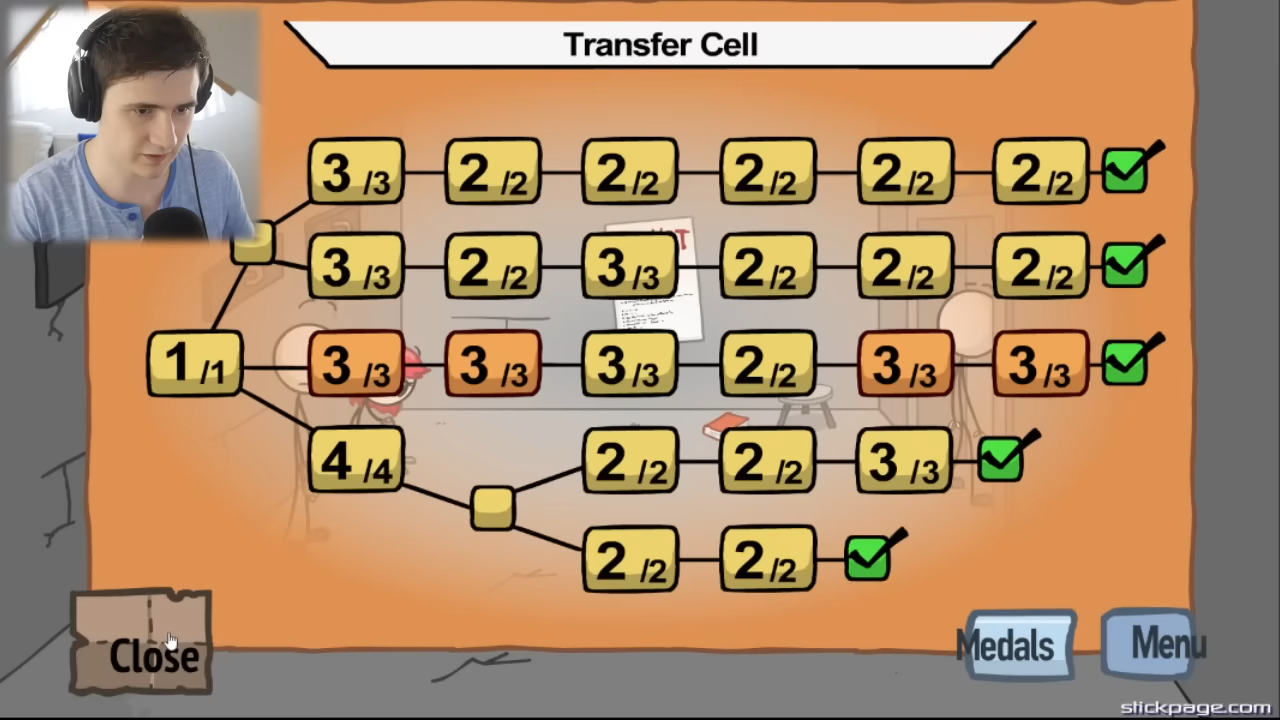 Transfer Cell
3/3 2/2 2/2 2/2 2/2 2/2
3/3 2/2 3/3 2/2 2/2 2/2
1/1 3/3 3/3 3/3 2/2 3/3 3/3
4/4 2/2 2/2 3/3
2/2 2/2
Close Medals Menu
slickpage.com